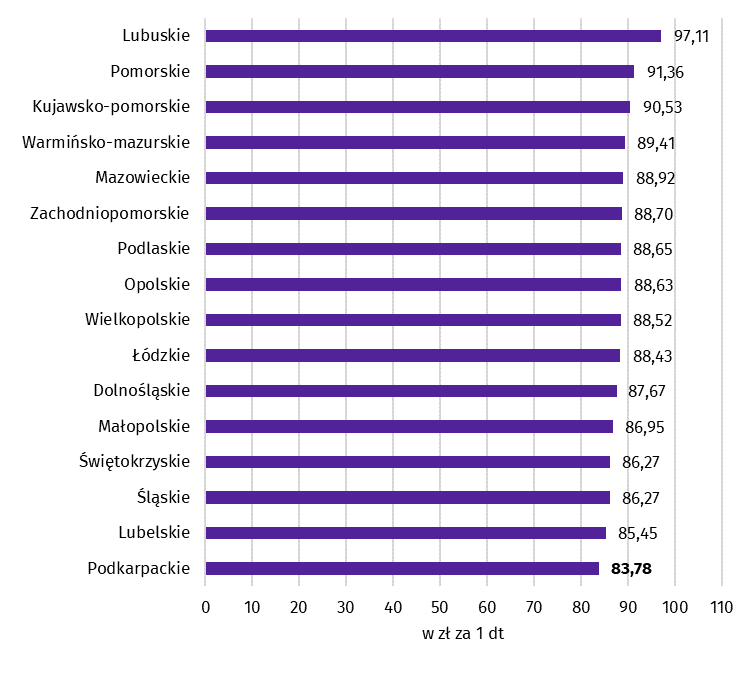 Lubuskie 97,11
Pomorskie 91,36
Kujawsko-pomorskie 90,53
Warmińsko-mazurskie 89,41
Mazowieckie 88,92
Zachodniopomorskie 88,70
Podlaskie 88,65
Opolskie 88,63
Wielkopolskie 88,52
Łódzkie 88,43
Dolnośląskie 87,67
Małopolskie 86,95
Świętokrzyskie 86,27
Śląskie 86,27
Lubelskie 85,45
Podkarpackie 83,78
0 10 20 30 40 50 60 70 80 90 100 110
w zł za 1 dt